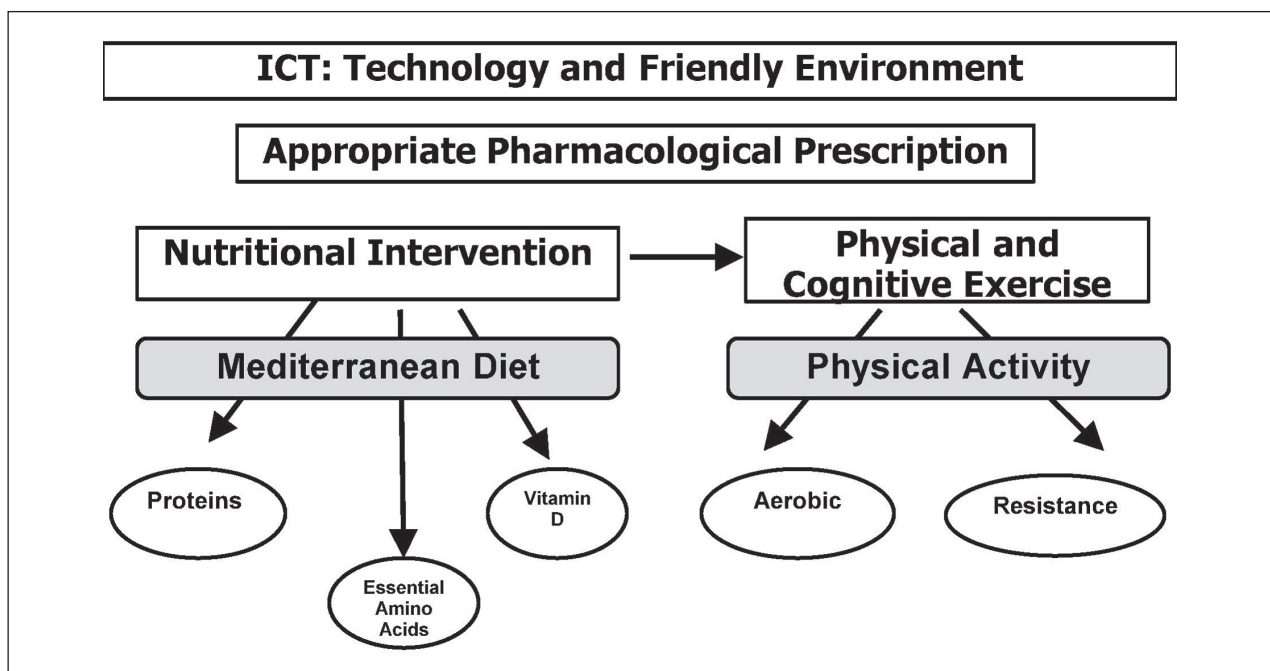 ICT: Technology and Friendly Environment
Appropriate Pharmacological Prescription
Nutritional Intervention
Physical and
Cognitive Exercise
Mediterranean Diet
Physical Activity
Proteins
Essential
Amino
Acids
Vitamin
D
Aerobic
Resistance